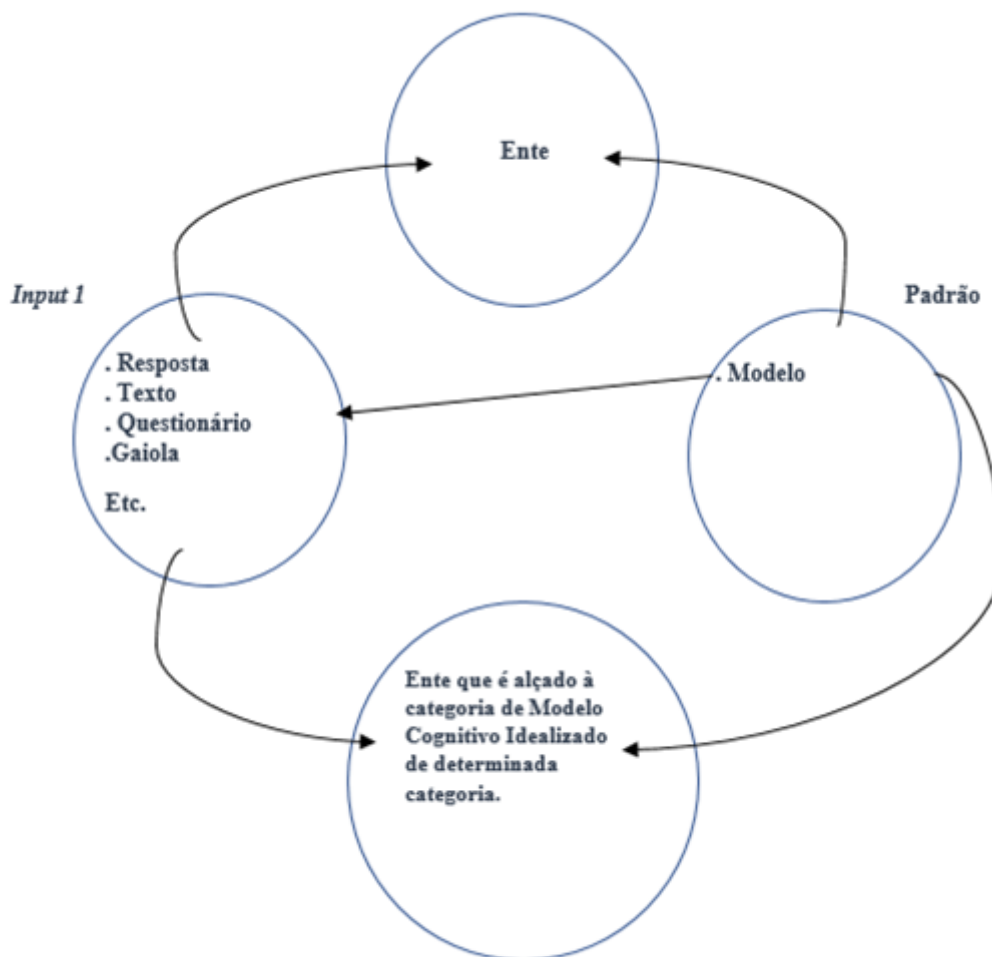 Ente
Input 1
Padrão
. Resposta
. Texto
. Questionário
.Gaiola
Etc.
. Modelo
Ente que é alçado à
categoria de Modelo
Cognitivo Idealizado
de determinada
categoria.